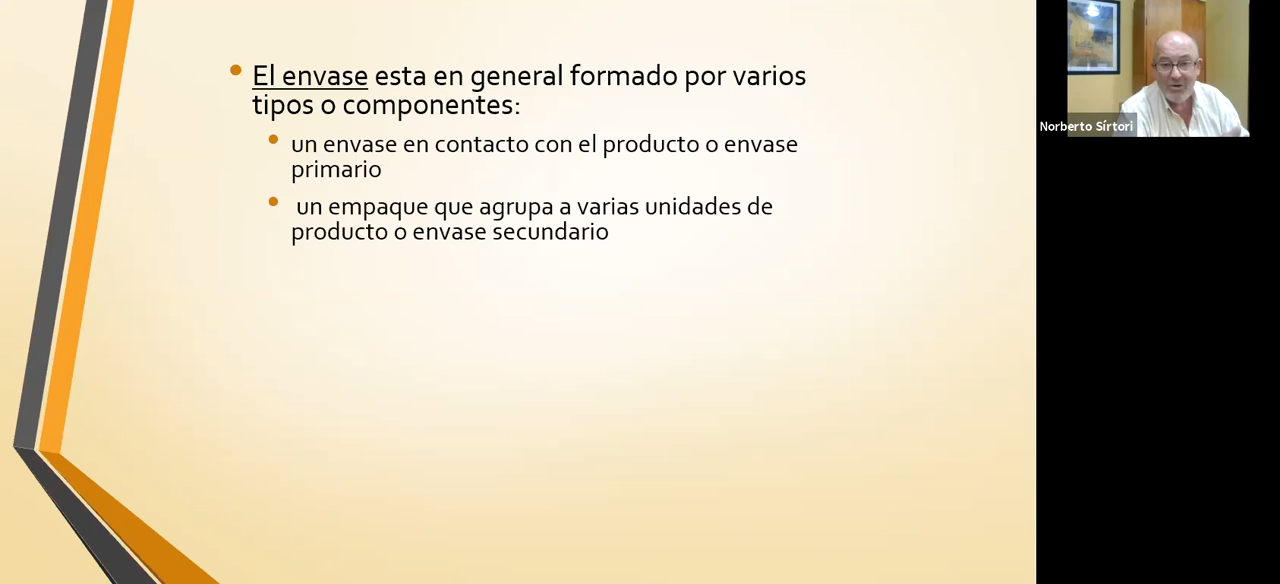 El envase esta en general formado por varios
tipos o componentes:
un envase en contacto con el producto o envase
primario
un empaque que agrupa a varias unidades de
producto o envase secundario
Norberto Sírtori